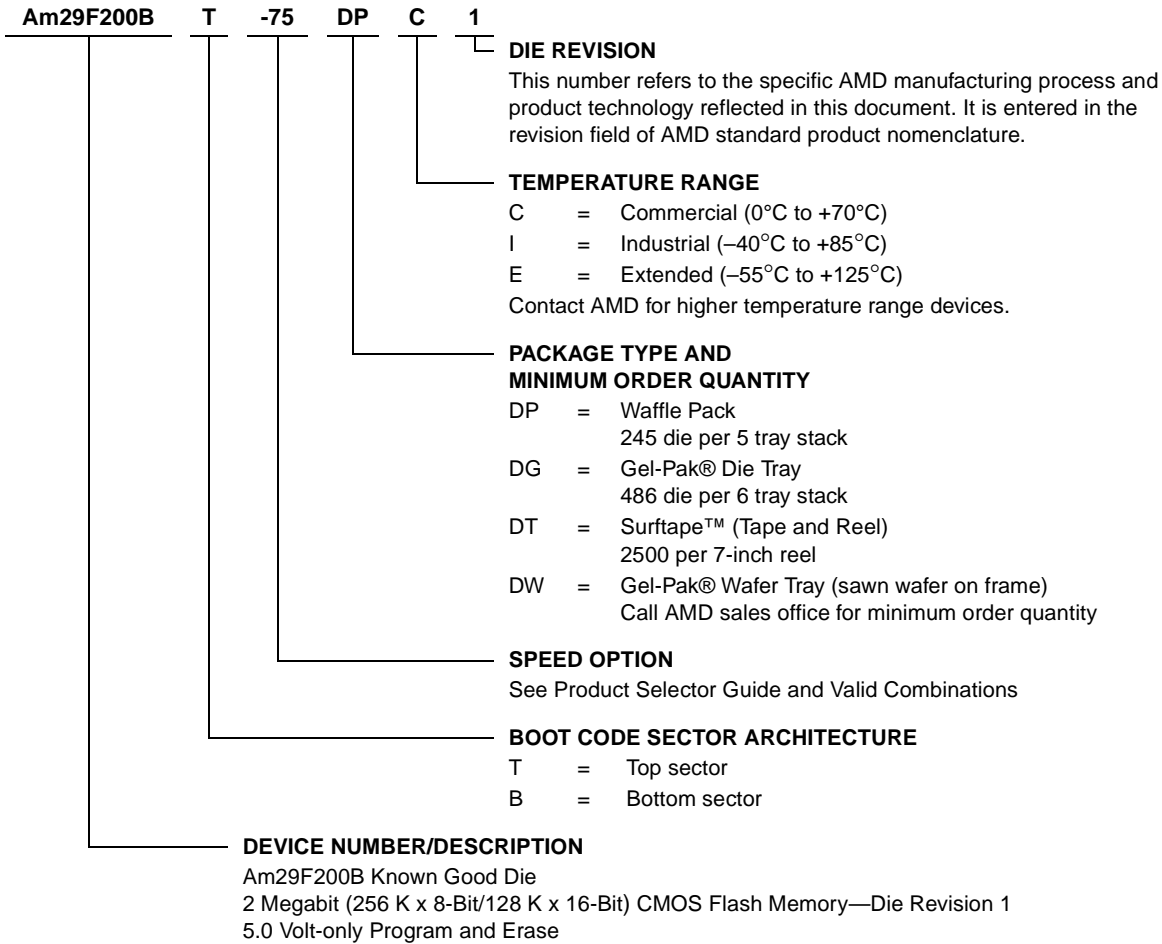 Am29F200B T -75 DP C 1
DIE REVISION
This number refers to the specific AMD manufacturing process and
product technology reflected in this document. It is entered in the
revision field of AMD standard product nomenclature.
TEMPERATURE RANGE
C = Commercial (0°C to +70°C)
I = Industrial (–40°C to +85°C)
E = Extended (–55°C to +125°C)
Contact AMD for higher temperature range devices.
PACKAGE TYPE AND
MINIMUM ORDER QUANTITY
DP = Waffle Pack
245 die per 5 tray stack
DG = Gel-Pak® Die Tray
486 die per 6 tray stack
DT = Surftape™ (Tape and Reel)
2500 per 7-inch reel
DW = Gel-Pak® Wafer Tray (sawn wafer on frame)
Call AMD sales office for minimum order quantity
SPEED OPTION
See Product Selector Guide and Valid Combinations
BOOT CODE SECTOR ARCHITECTURE
T = Top sector
B = Bottom sector
DEVICE NUMBER/DESCRIPTION
Am29F200B Known Good Die
2 Megabit (256 K x 8-Bit/128 K x 16-Bit) CMOS Flash Memory—Die Revision 1
5.0 Volt-only Program and Erase